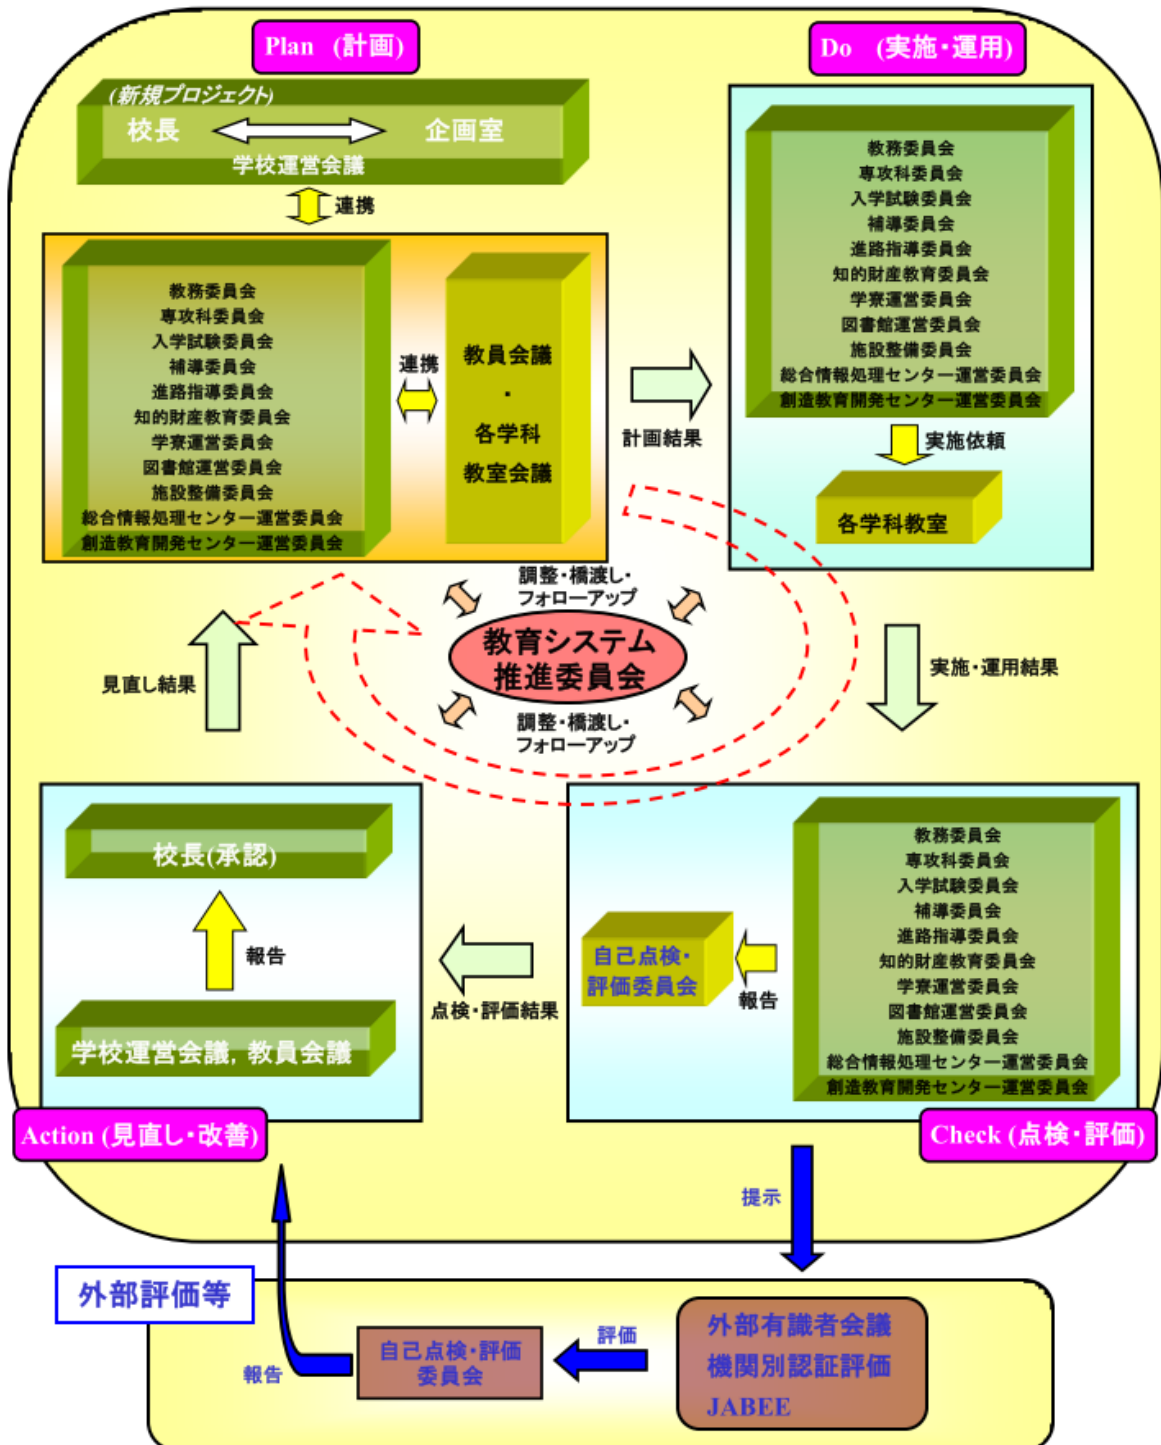 Plan (計画)
(新規プロジェクト)
校長
企画室
学校運営会議
連携
教務委員会
専攻科委員会
入学試験委員会
補導委員会
進路指導委員会
知的財産教育委員会
学寮運営委員会
図書館運営委員会
施設整備委員会
総合情報処理センター運営委員会
創造教育開発センター運営委員会
連携
教員会議
・
各学科
教室会議
計画結果
Do (実施・運用)
教務委員会
専攻科委員会
入学試験委員会
補導委員会
進路指導委員会
知的財産教育委員会
学寮運営委員会
図書館運営委員会
施設整備委員会
総合情報処理センター運営委員会
創造教育開発センター運営委員会
実施依頼
各学科教室
調整・橋渡し・
フォローアップ
教育システム
推進委員会
調整・橋渡し・
フォローアップ
見直し結果
実施・運用結果
校長(承認)
報告
学校運営会議, 教員会議
Action (見直し・改善)
点検・評価結果
自己点検・
評価委員会
報告
教務委員会
専攻科委員会
入学試験委員会
補導委員会
進路指導委員会
知的財産教育委員会
学寮運営委員会
図書館運営委員会
施設整備委員会
総合情報処理センター運営委員会
創造教育開発センター運営委員会
Check (点検・評価)
提示
外部評価等
外部有識者会議
機関別認証評価
JABEE
評価
自己点検・評価
委員会
報告